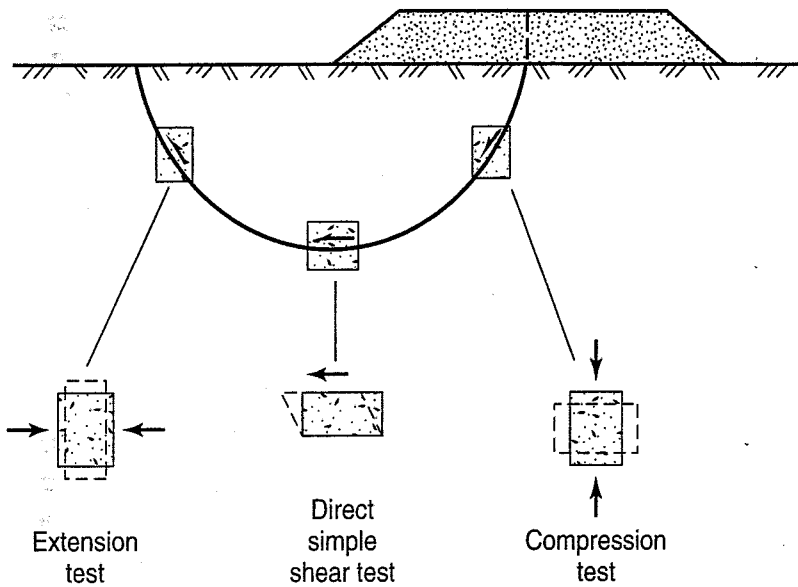 Extension
test
Direct
simple
shear test
Compression
test